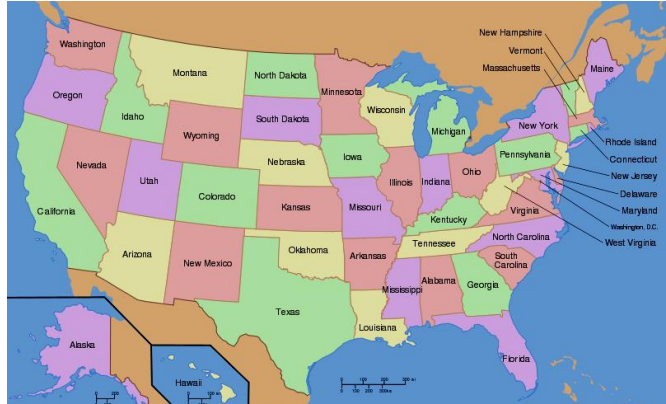 New Hampshire
Vermont
Massachusetts
Washington
Maine
Montana
North Dakota
Minnesota
Oregon
Idaho
Wisconsin
South Dakota
Michigan
New York
Wyoming
Rhode Island
Connecticut
Pennsylvania
Nebraska
Iowa
New Jersey
Nevada
Utah
Illinois
Indiana
Ohio
Delaware
Colorado
Maryland
California
Kansas
Missouri
Virginia
Washington, D.C.
Kentucky
West Virginia
North Carolina
Tennessee
Arizona
Oklahoma
New Mexico
Arkansas
South
Carolina
Mississippi
Alabama
Georgia
Texas
Louisiana
Alaska
Florida
Hawaii